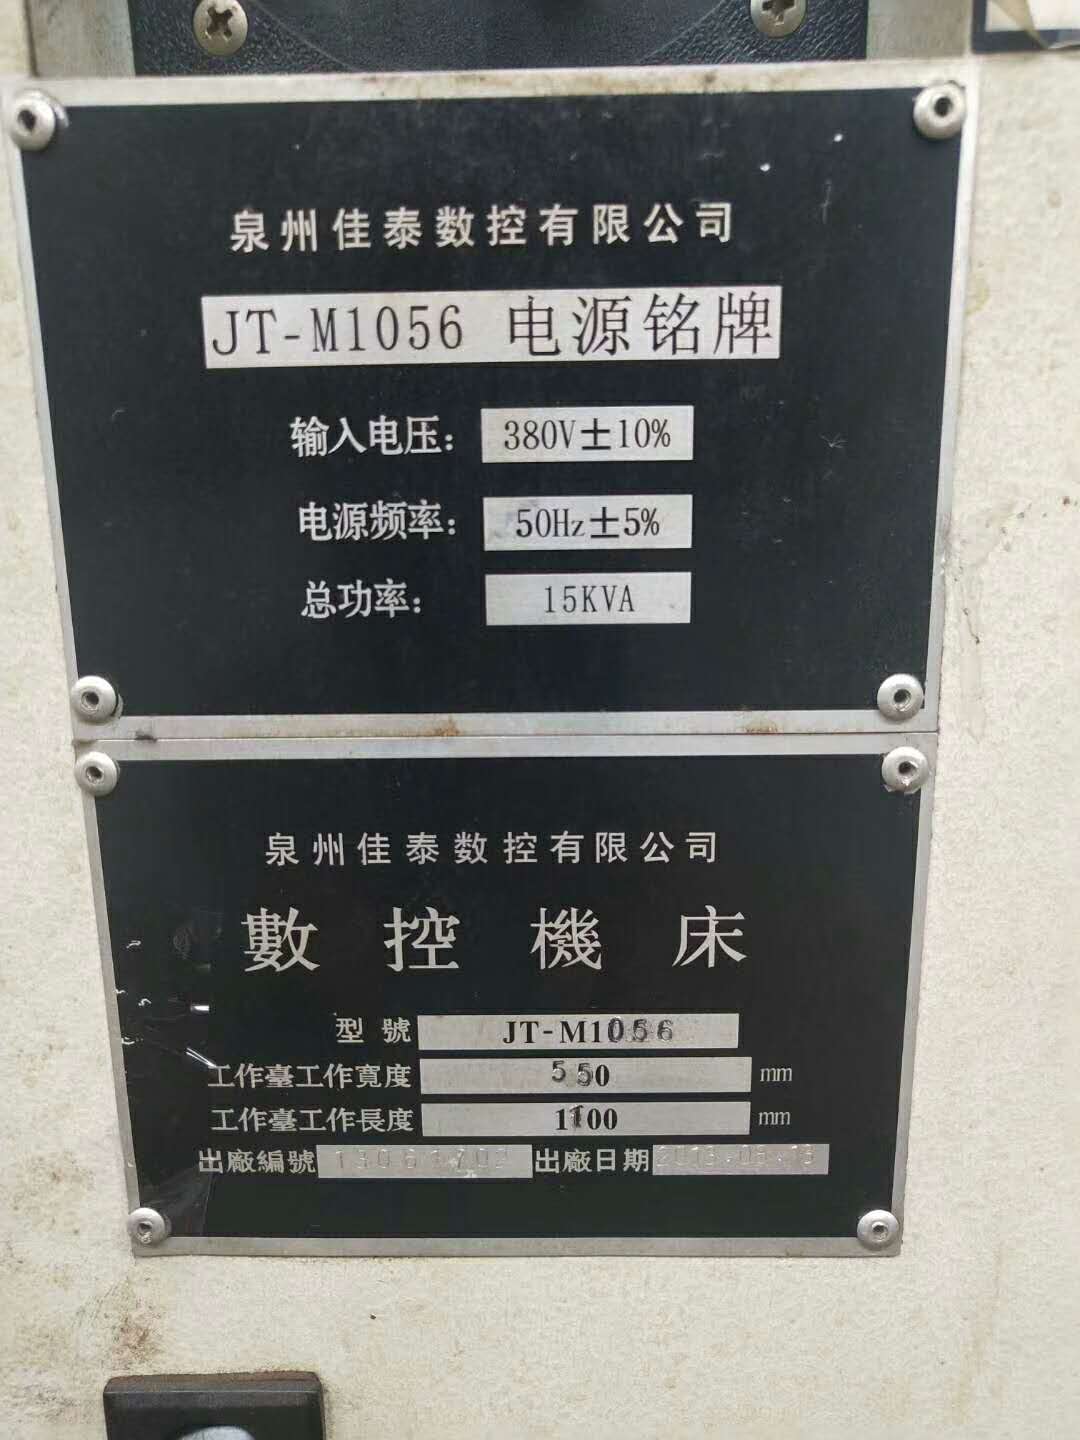 泉州佳泰数控有限公司
JT-M1056 电源铭牌
输入电压： 380V±10%
电源频率： 50Hz±5%
总功率： 15KVA
泉州佳泰数控有限公司
數控機床
型號 JT-M1056
工作臺工作寬度 550 mm
工作臺工作長度 1100 mm
出廠編號 出廠日期